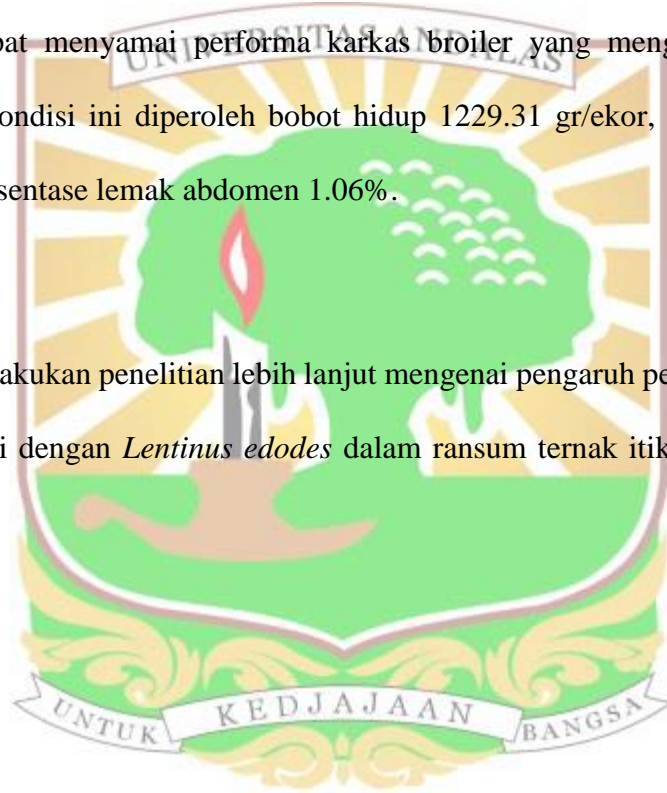 pat menyamai performa karkas broiler yang meng
UNIVERSITAS ANDALAS
ondisi ini diperoleh bobot hidup 1229.31 gr/ekor,
sentase lemak abdomen 1.06%.
akukan penelitian lebih lanjut mengenai pengaruh pe
i dengan Lentinus edodes dalam ransum ternak itik
UNTUK KEDJAJAAN BANGSA